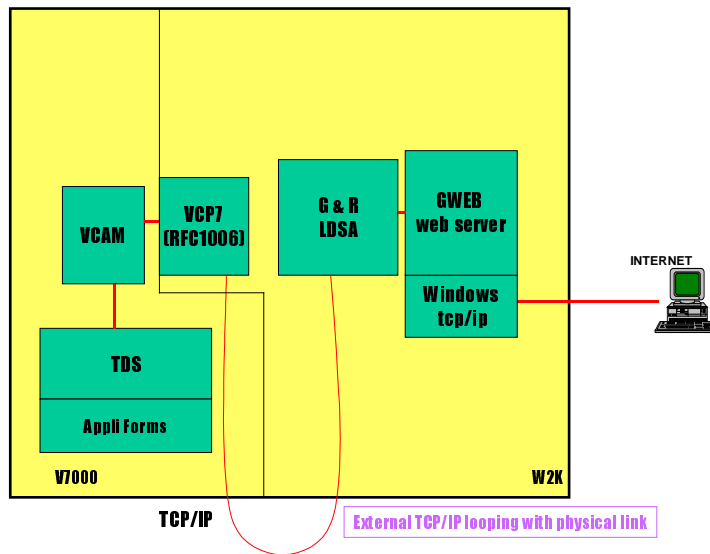 VCAM
VCP7
(RFC1006)
G & R
LDSA
GWEB
web server
Windows
tcp/ip
INTERNET
TDS
Appli Forms
V7000
W2K
TCP/IP
External TCP/IP looping with physical link